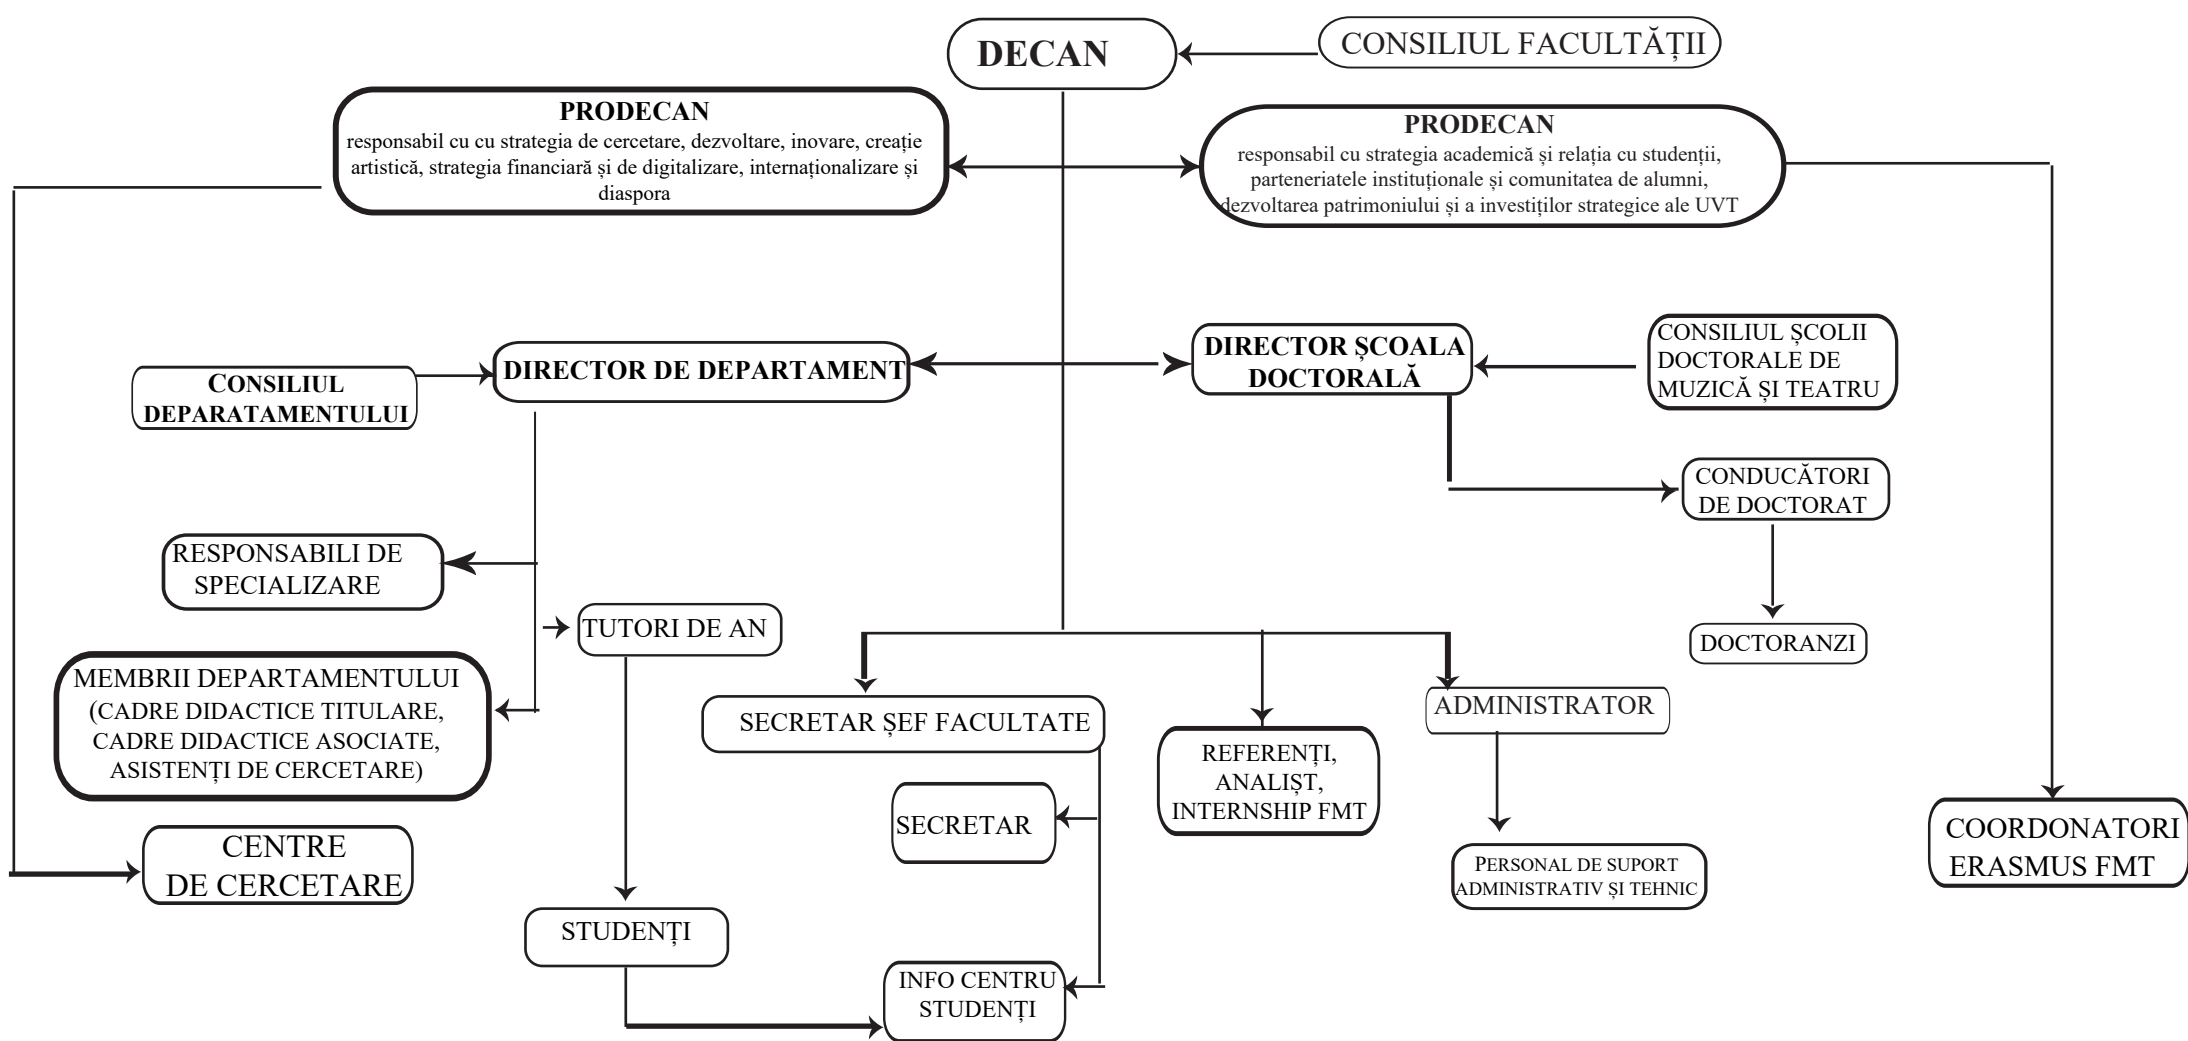 DECAN
CONSILIUL FACULTĂȚII
PRODECAN
responsabil cu cu strategia de cercetare, dezvoltare, inovare, creație
artistică, strategia financiară și de digitalizare, internaționalizare și
diaspora
PRODECAN
responsabil cu strategia academică și relația cu studenții,
parteneriatele instituționale și comunitatea de alumni,
dezvoltarea patrimoniului și a investiților strategice ale UVT
CONSILIUL
DEPARATAMENTULUI
DIRECTOR DE DEPARTAMENT
DIRECTOR ȘCOALA
DOCTORALĂ
CONSILIUL ȘCOLII
DOCTORALE DE
MUZICĂ ȘI TEATRU
CONDUCĂTORI
DE DOCTORAT
RESPONSABILI DE
SPECIALIZARE
TUTORI DE AN
DOCTORANZI
MEMBRII DEPARTAMENTULUI
(CADRE DIDACTICE TITULARE,
CADRE DIDACTICE ASOCIATE,
ASISTENȚI DE CERCETARE)
SECRETAR ȘEF FACULTATE
REFERENȚI,
ANALIȘT,
INTERNSHIP FMT
ADMINISTRATOR
SECRETAR
CENTRE
DE CERCETARE
PERSONAL DE SUPORT
ADMINISTRATIV ȘI TEHNIC
COORDONATORI
ERASMUS FMT
STUDENȚI
INFO CENTRU
STUDENȚI